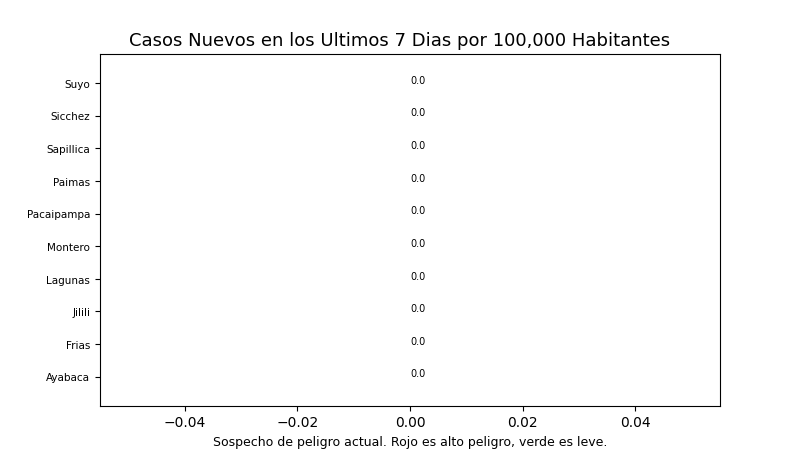 Casos Nuevos en los Ultimos 7 Dias por 100,000 Habitantes
Suyo 0.0
Sicchez 0.0
Sapillica 0.0
Paimas 0.0
Pacaipampa 0.0
Montero 0.0
Lagunas 0.0
Jilili 0.0
Frias 0.0
Ayabaca 0.0
−0.04 −0.02 0.00 0.02 0.04
Sospecho de peligro actual. Rojo es alto peligro, verde es leve.